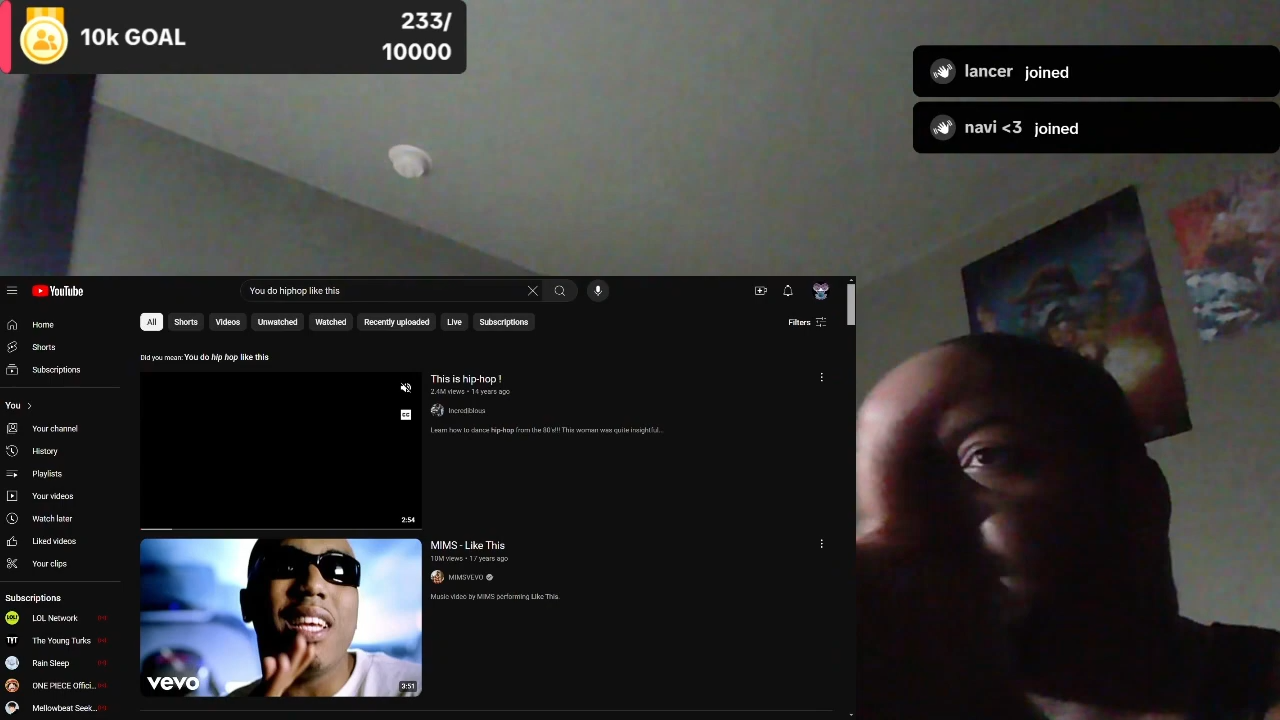 10k GOAL
233/
10000
lancer joined
navi <3 joined
YouTube
You do hiphop like this
All
Shorts
Videos
Unwatched
Watched
Recently uploaded
Live
Subscriptions
Filters
Home
Shorts
Subscriptions
You
Your channel
History
Playlists
Your videos
Watch later
Liked videos
Your clips
Subscriptions
LOL LOL Network
TYT The Young Turks
Rain Sleep
ONE PIECE Offici...
Mellowbeat Seek...
Did you mean: You do hip hop like this
CC
2:54
This is hip-hop !
2.4M views • 14 years ago
Incrediblous
Learn how to dance hip-hop from the 80's!!! This woman was quite insightful...
vevo
3:51
MIMS - Like This
10M views • 17 years ago
MIMSVEVO
Music video by MIMS performing Like This.